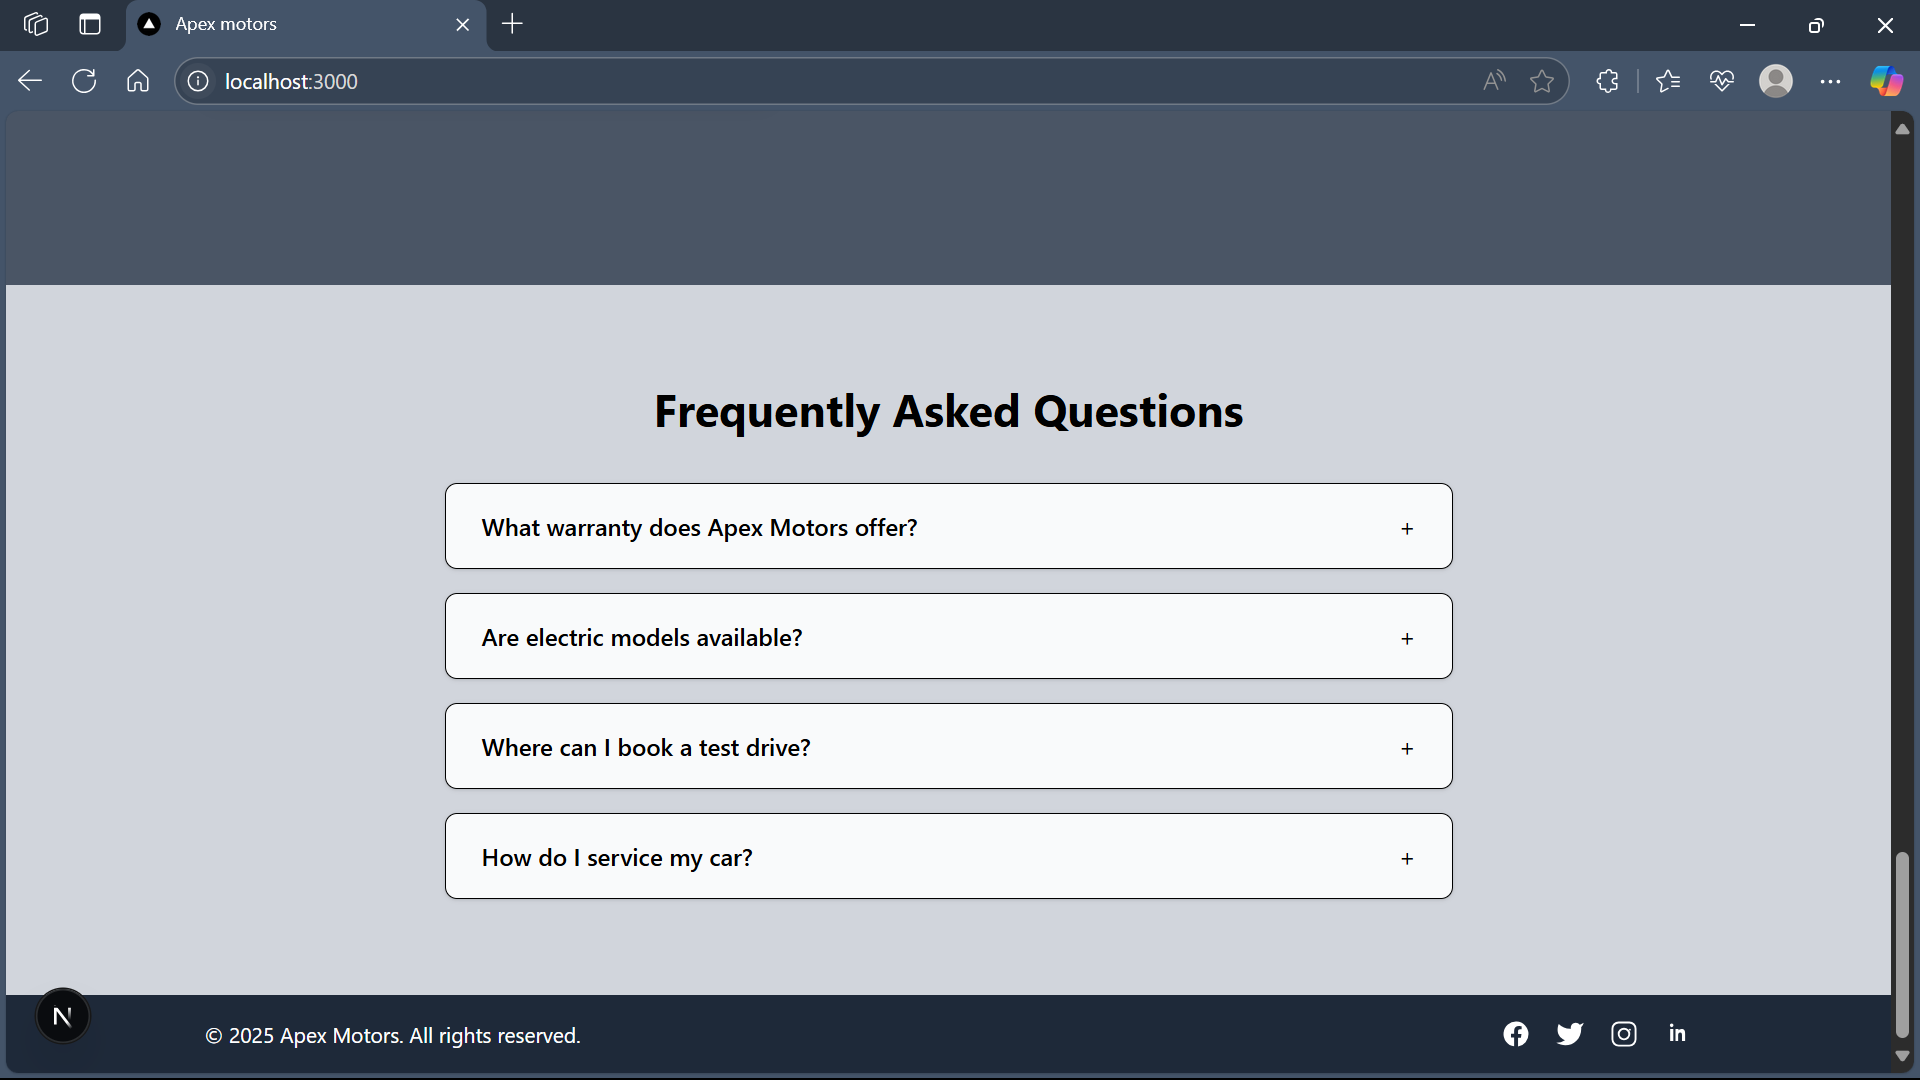 Apex motors
localhost:3000
Frequently Asked Questions
What warranty does Apex Motors offer? +
Are electric models available? +
Where can I book a test drive? +
How do I service my car? +
N
© 2025 Apex Motors. All rights reserved.
in